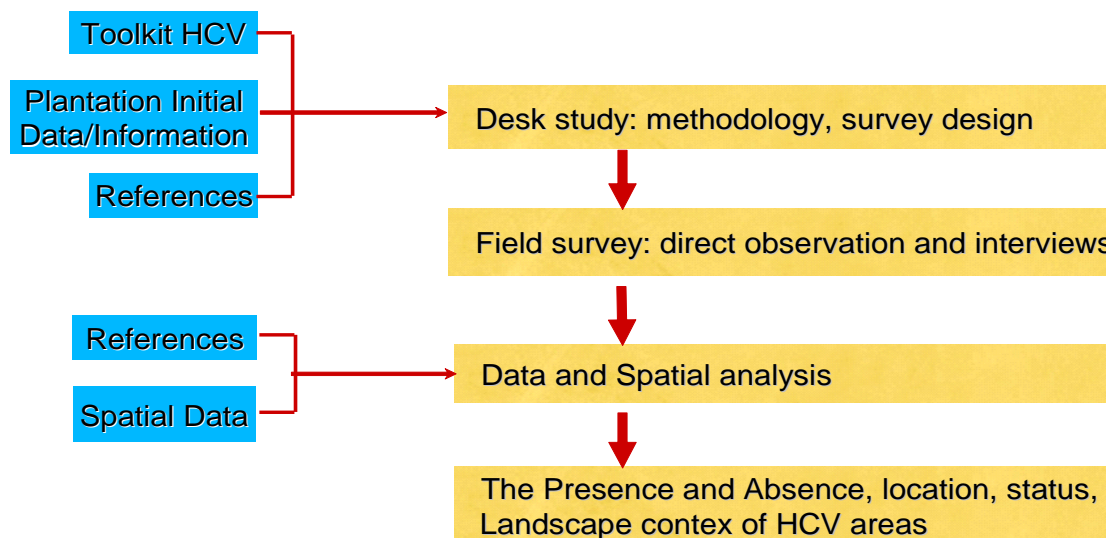 Toolkit HCV
Plantation Initial
Data/Information
References
Desk study: methodology, survey design
Field survey: direct observation and interviews
References
Spatial Data
Data and Spatial analysis
The Presence and Absence, location, status,
Landscape contex of HCV areas